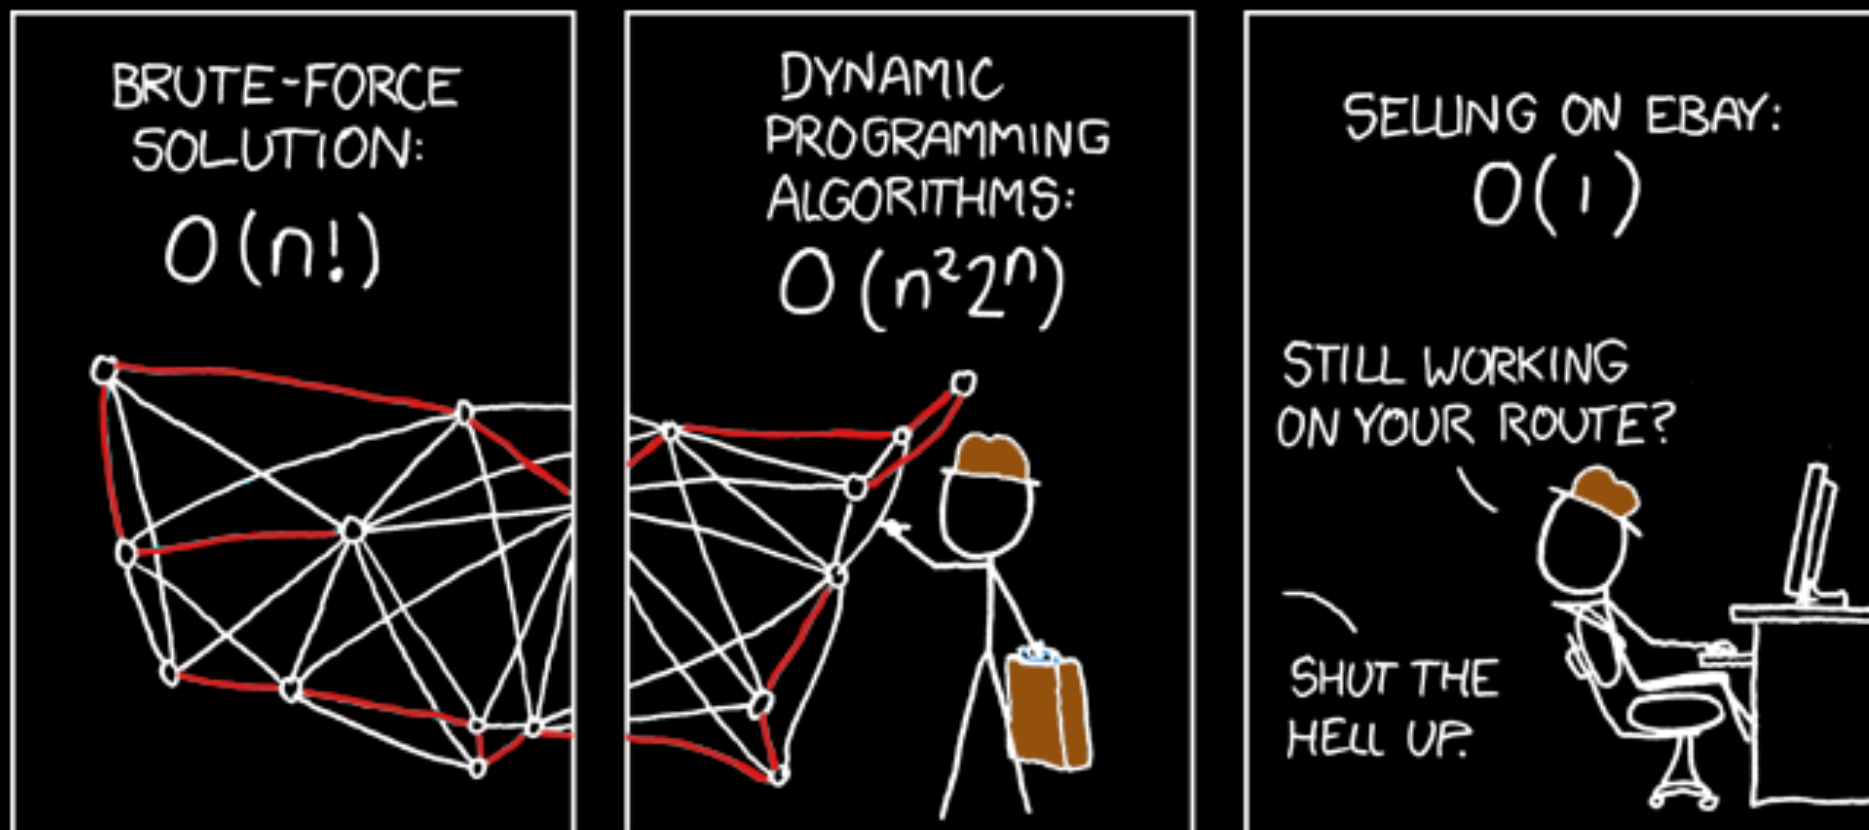 BRUTE-FORCE
SOLUTION:
O(n!)
DYNAMIC
PROGRAMMING
ALGORITHMS:
O(n²2ⁿ)
SELLING ON EBAY:
O(1)
STILL WORKING
ON YOUR ROUTE?
SHUT THE
HELL UP.